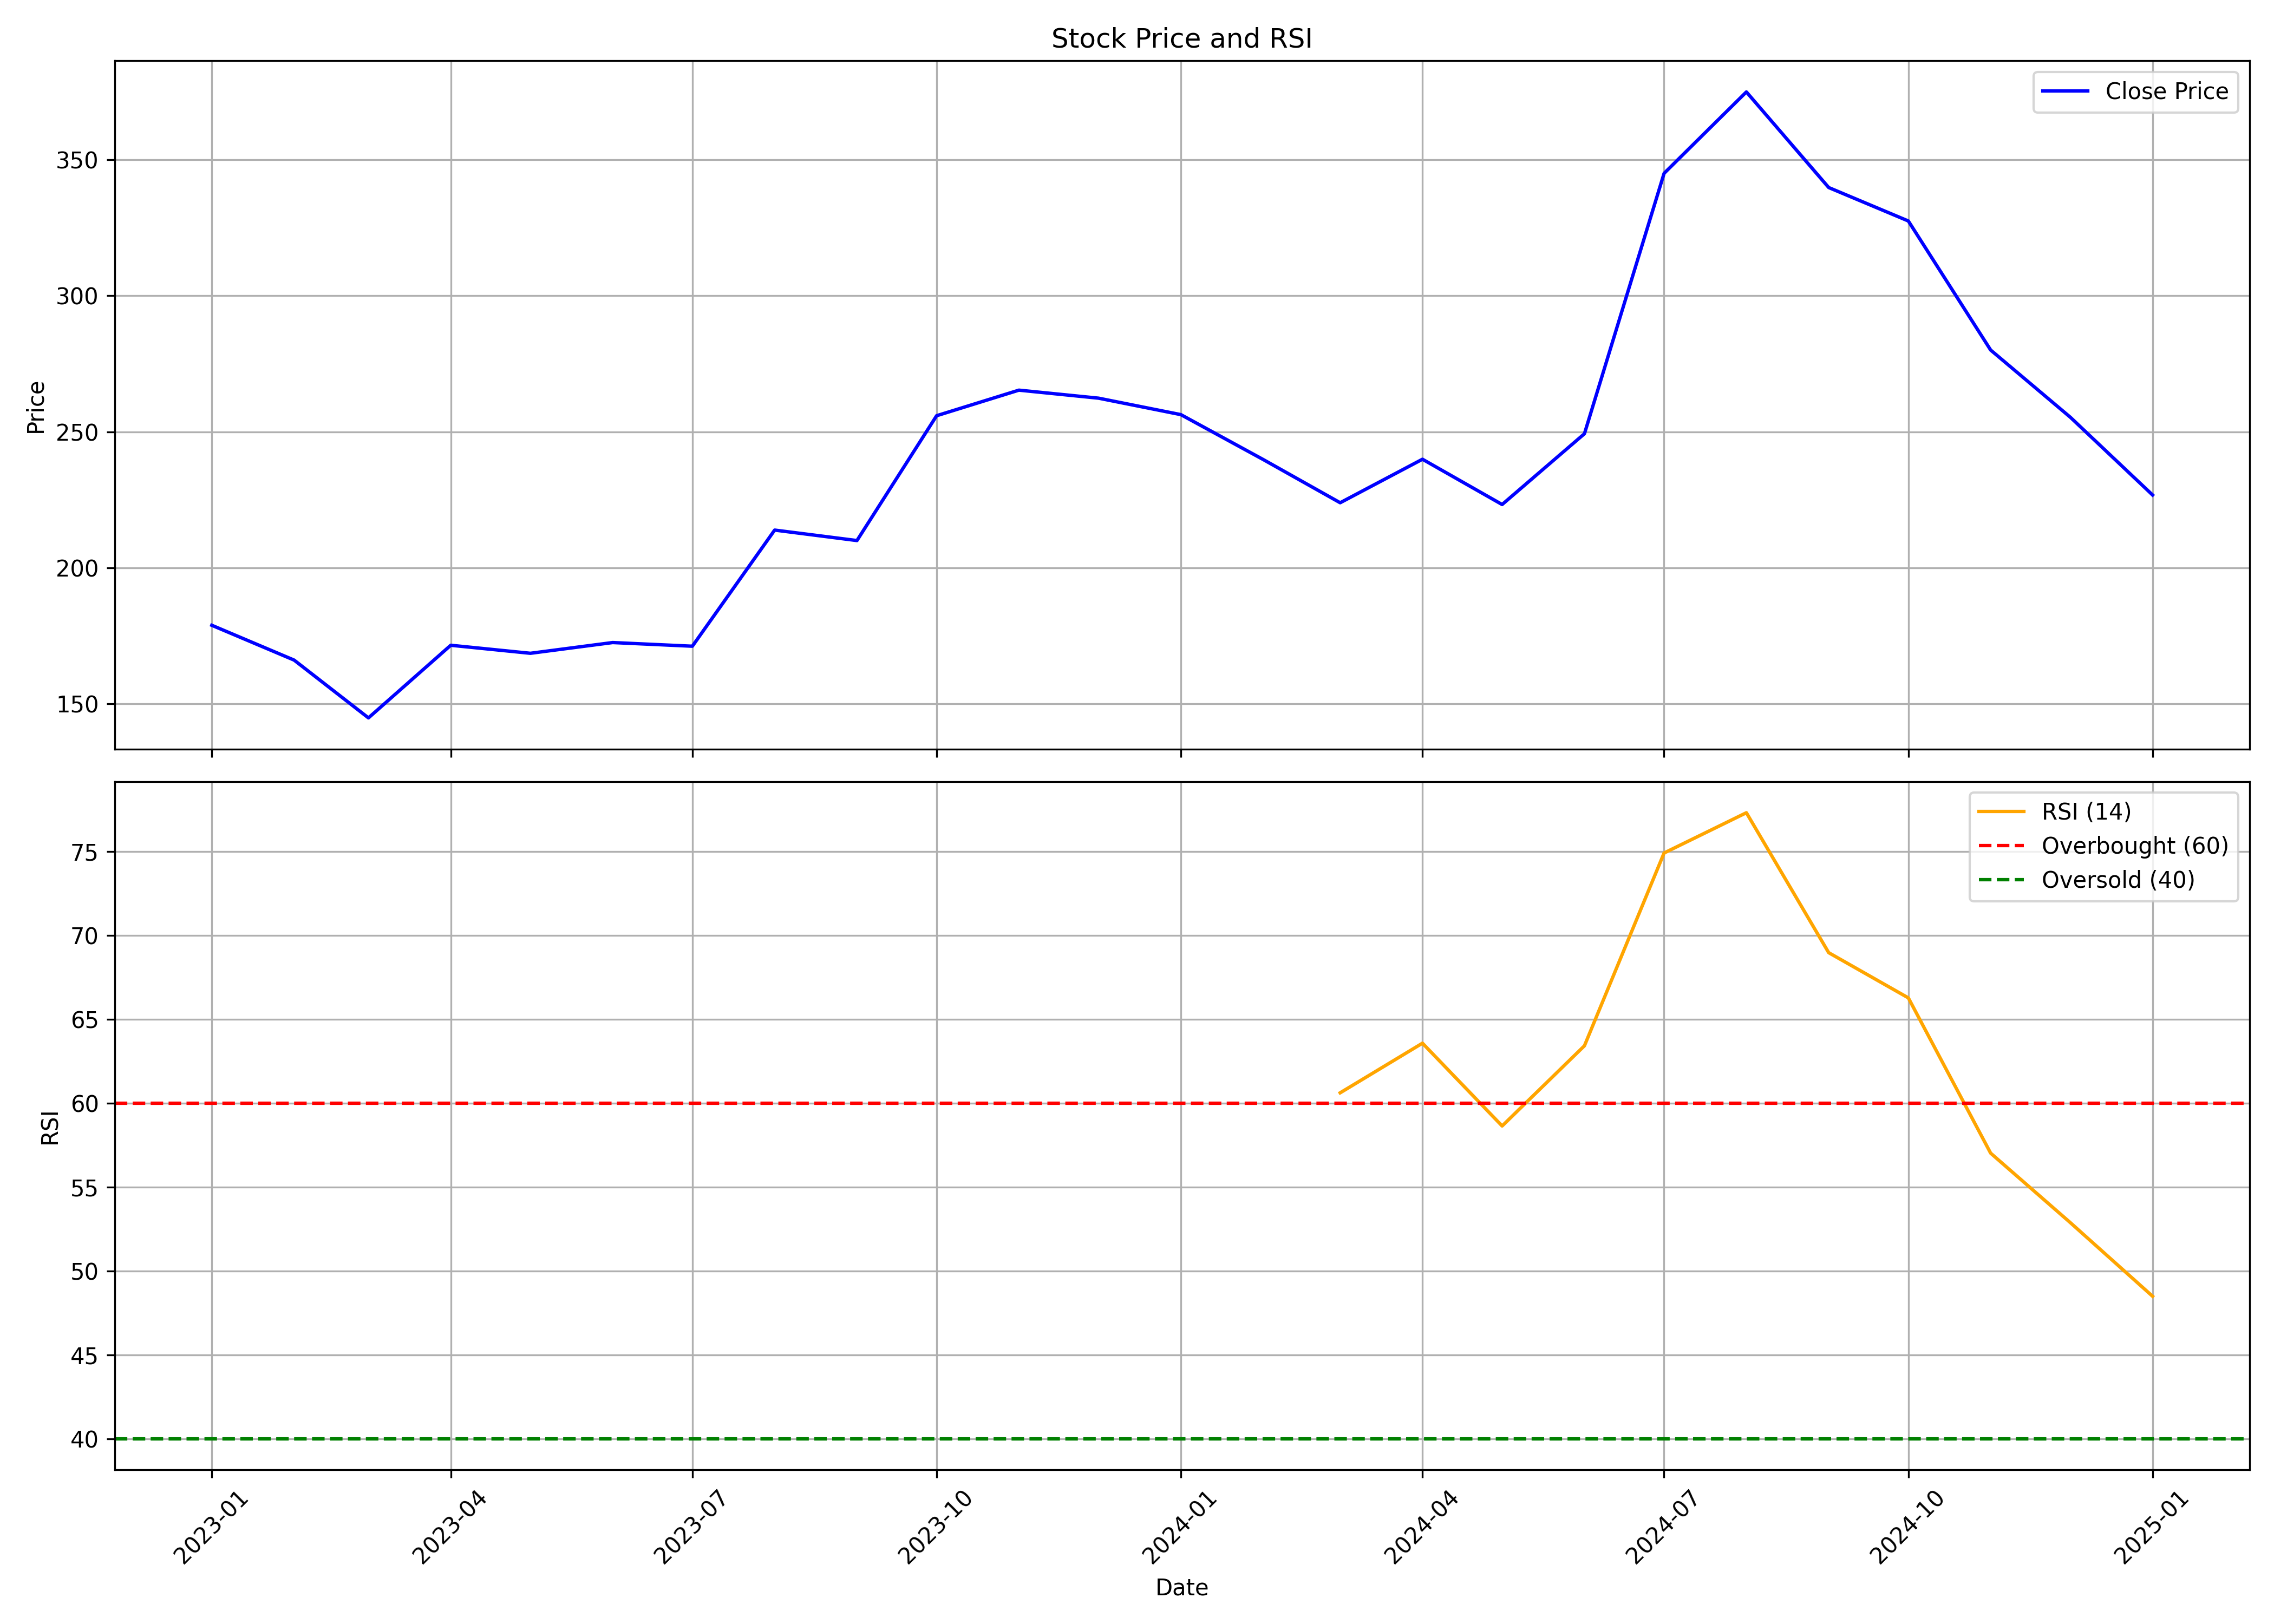 Stock Price and RSI
Close Price
350
300
250
200
150
Price
RSI (14)
Overbought (60)
Oversold (40)
75
70
65
60
55
50
45
40
RSI
2023-01
2023-04
2023-07
2023-10
2024-01
2024-04
2024-07
2024-10
2025-01
Date